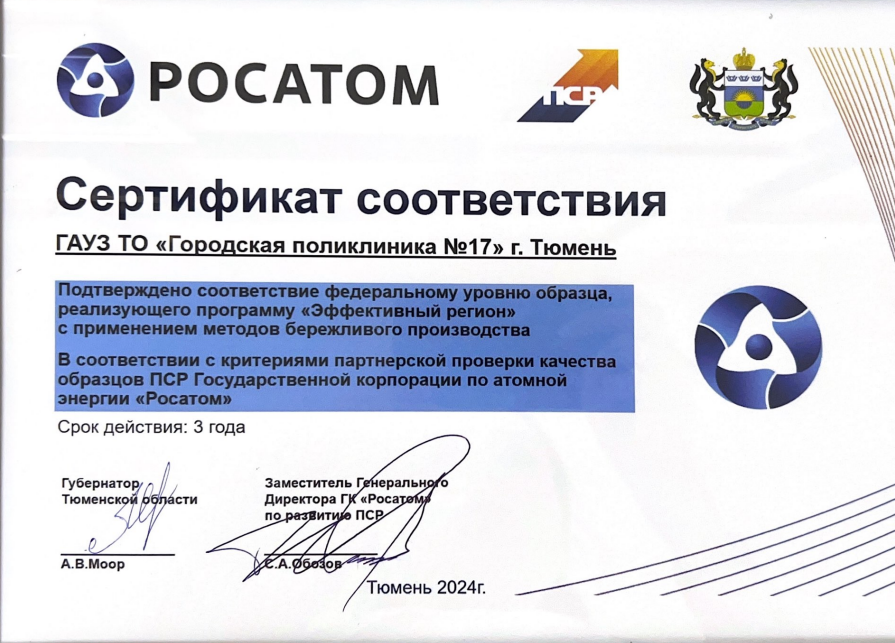 РОСАТОМ
ПСР
Сертификат соответствия
ГАУЗ ТО «Городская поликлиника №17» г. Тюмень
Подтверждено соответствие федеральному уровню образца,
реализующего программу «Эффективный регион»
с применением методов бережливого производства
В соответствии с критериями партнерской проверки качества
образцов ПСР Государственной корпорации по атомной
энергии «Росатом»
Срок действия: 3 года
Губернатор
Тюменской области
А.В.Моор
Заместитель Генерального
Директора ГК «Росатом»
по развитию ПСР
С.А.Обозов
Тюмень 2024г.